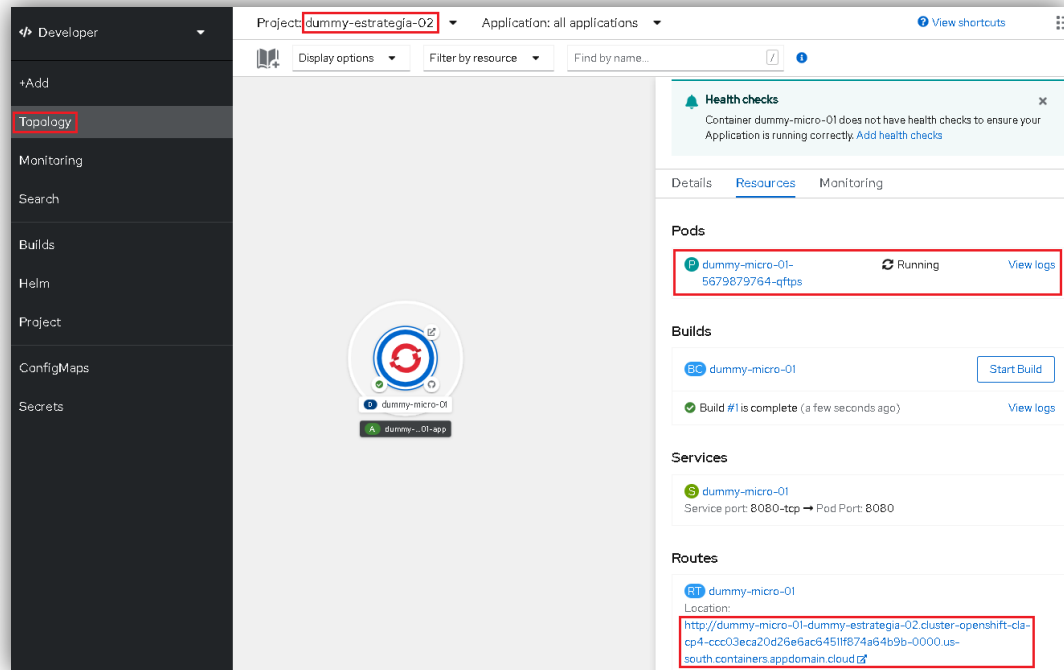 Developer
Project: dummy-estrategia-02
Application: all applications
View shortcuts
Display options
Filter by resource
Find by name...
/
+Add
Topology
Monitoring
Search
Builds
Helm
Project
ConfigMaps
Secrets
D dummy-micro-01
A dummy-...01-app
Health checks
Container dummy-micro-01 does not have health checks to ensure your
Application is running correctly. Add health checks
Details Resources Monitoring
Pods
P dummy-micro-01-
5679879764-qftps
Running
View logs
Builds
BC dummy-micro-01
Start Build
Build #1 is complete (a few seconds ago)
View logs
Services
S dummy-micro-01
Service port: 8080-tcp → Pod Port: 8080
Routes
RT dummy-micro-01
Location:
http://dummy-micro-01-dummy-estrategia-02.cluster-openshift-cla-
cp4-ccc03eca20d26e6ac64511f874a64b9b-0000.us-
south.containers.appdomain.cloud